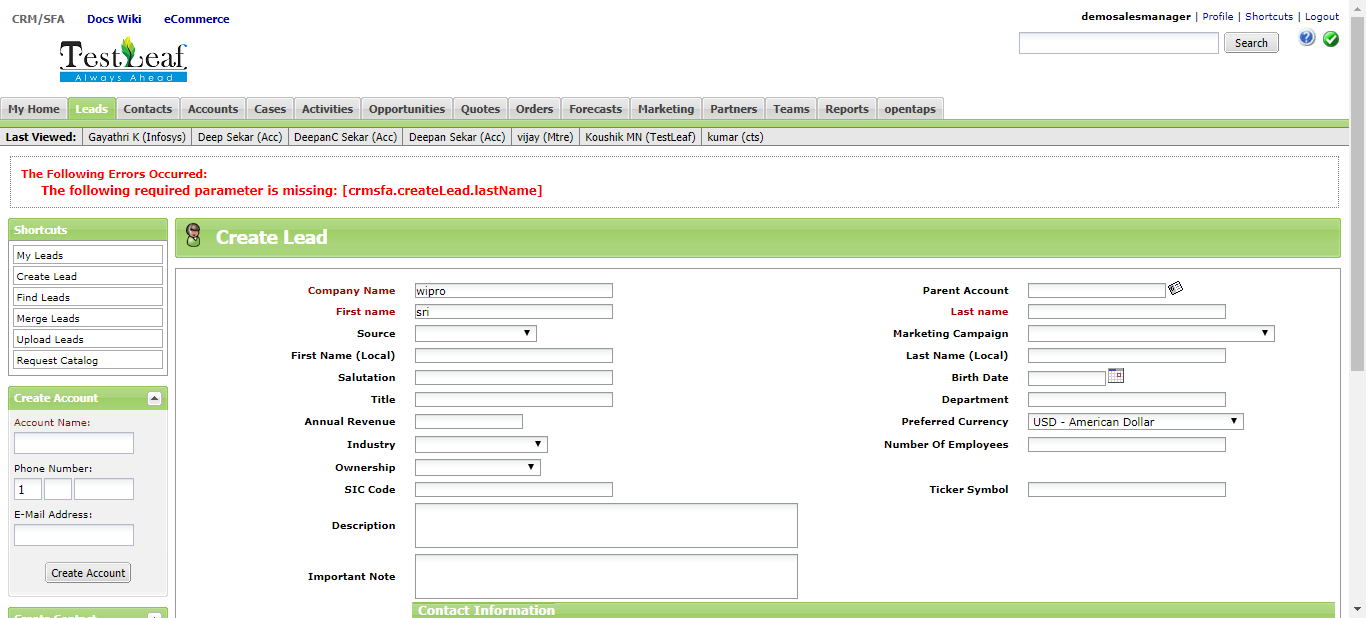 CRM/SFA Docs Wiki eCommerce
demosalesmanager | Profile | Shortcuts | Logout
Search
TestLeaf
Always Ahead
My Home Leads Contacts Accounts Cases Activities Opportunities Quotes Orders Forecasts Marketing Partners Teams Reports opentaps
Last Viewed: Gayathri K (Infosys) Deep Sekar (Acc) DeepanC Sekar (Acc) Deepan Sekar (Acc) vijay (Mtre) Koushik MN (TestLeaf) kumar (cts)
The Following Errors Occurred:
The following required parameter is missing: [crmsfa.createLead.lastName]
Shortcuts
My Leads
Create Lead
Find Leads
Merge Leads
Upload Leads
Request Catalog
Create Account
Account Name:
Phone Number:
1
E-Mail Address:
Create Account
Create Contact
Create Lead
Company Name wipro Parent Account
First name sri Last name
Source Marketing Campaign
First Name (Local) Last Name (Local)
Salutation Birth Date
Title Department
Annual Revenue Preferred Currency USD - American Dollar
Industry Number Of Employees
Ownership
SIC Code Ticker Symbol
Description
Important Note
Contact Information